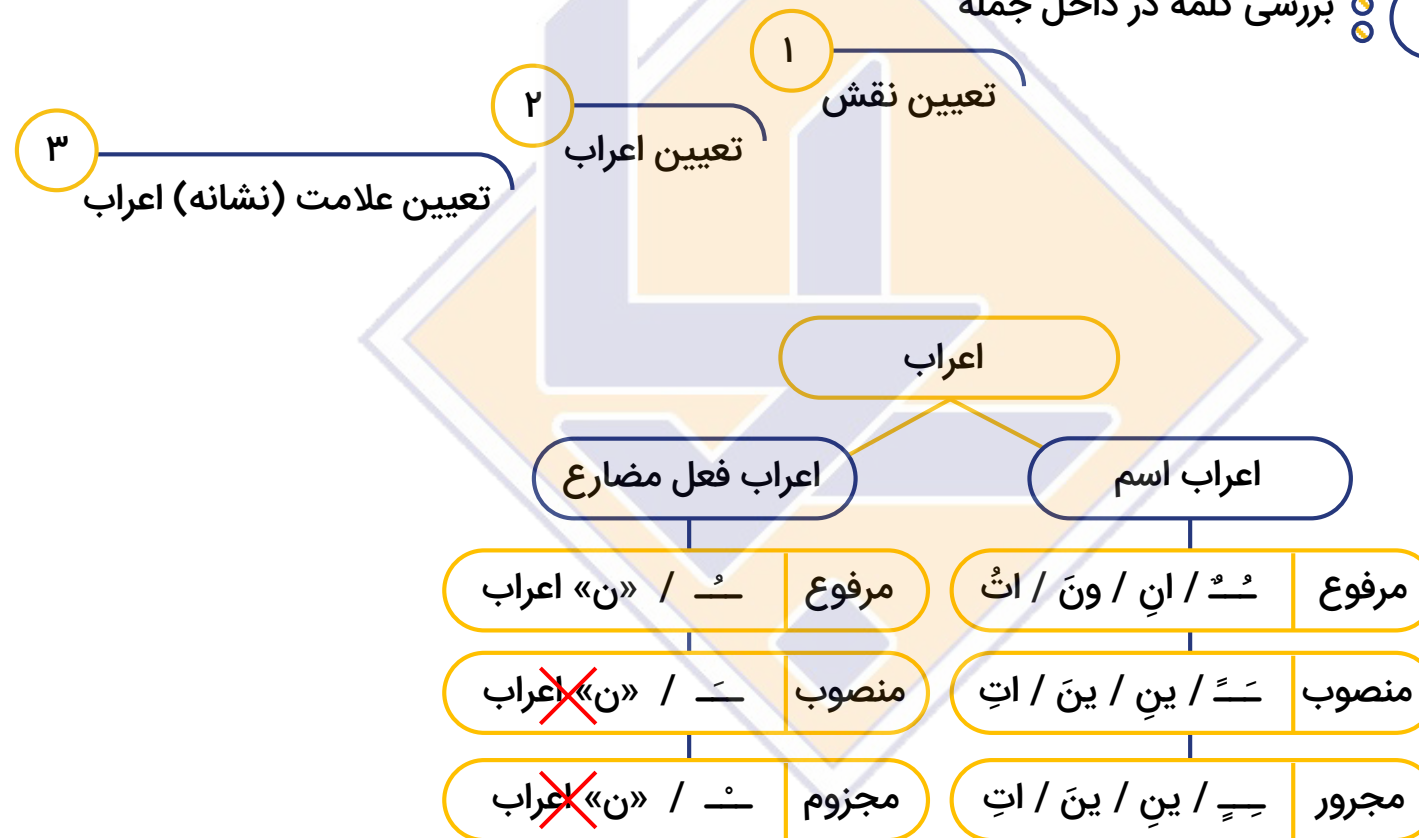 بررسی کلمه در داخل جمله
۱
تعیین نقش
۲
تعیین اعراب
۳
تعیین علامت (نشانه) اعراب
اعراب
اعراب اسم
اعراب فعل مضارع
مرفوع ـُـٌ / انِ / ونَ / اتُ
مرفوع ـُ / «ن» اعراب
منصوب ـَـً / ینِ / ینَ / اتِ
منصوب ـَ / «ن» اعراب
مجرور ـِـٍ / ینِ / ینَ / اتِ
مجزوم ـْ / «ن» اعراب